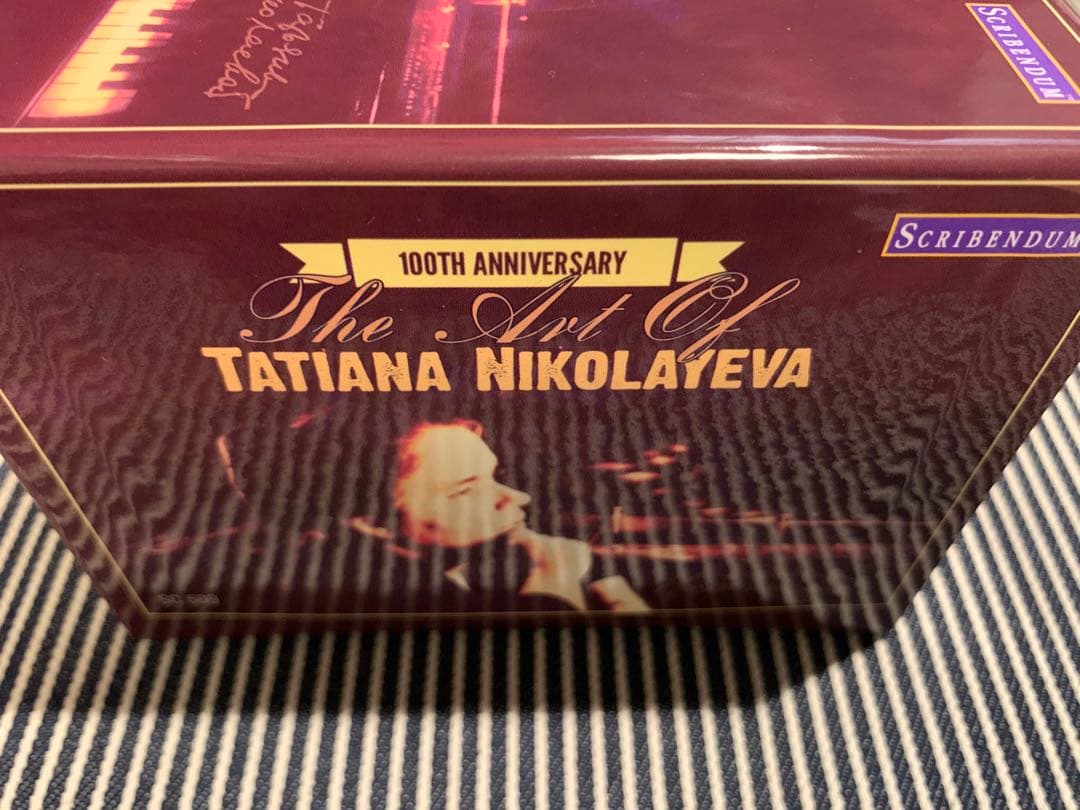 SCRIBENDUM
SCRIBENDUM
100TH ANNIVERSARY
The Art Of
TATIANA NIKOLAYEVA